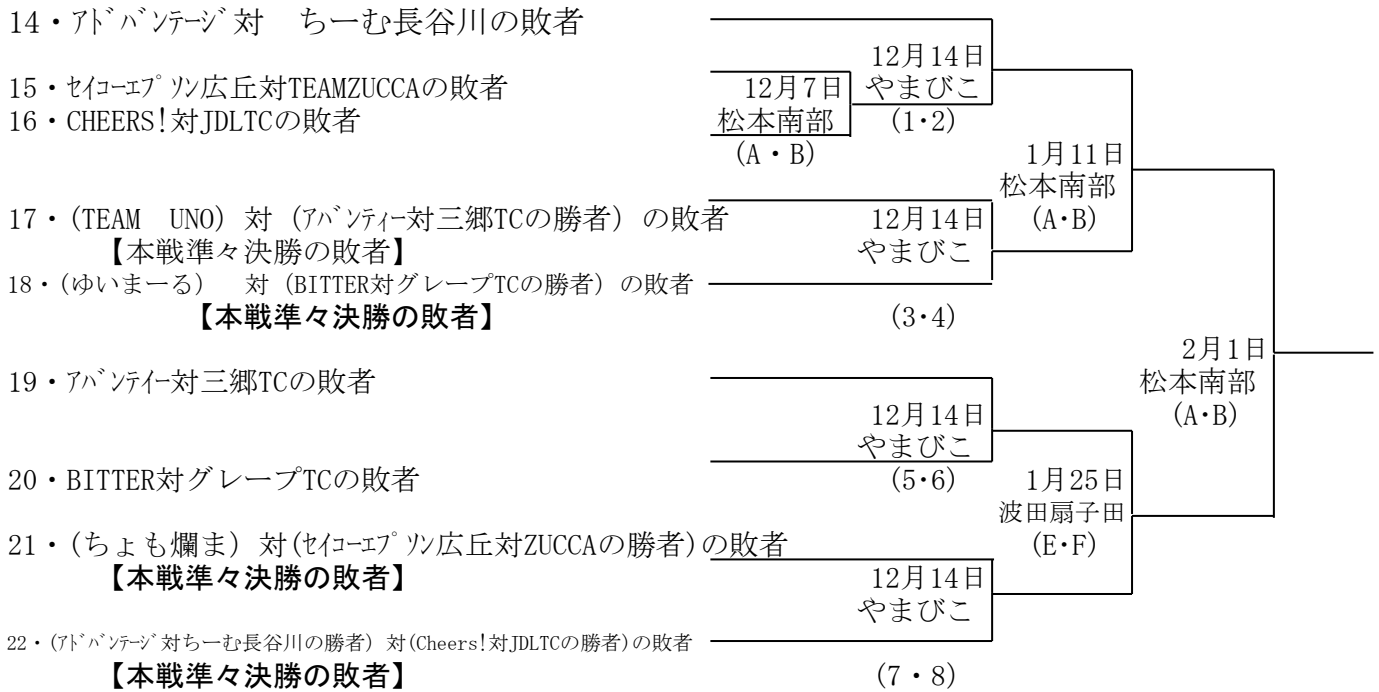 14・ｱﾄﾞﾊﾞﾝﾃｰｼﾞ対　ちーむ長谷川の敗者
12月14日
15・ｾｲｺｰｴﾌﾟｿﾝ広丘対TEAMZUCCAの敗者
12月7日
やまびこ
16・CHEERS!対JDLTCの敗者
松本南部
(1・2)
(A・B)
1月11日
松本南部
17・(TEAM　UNO) 対 (ｱﾊﾞﾝﾃｨｰ対三郷TCの勝者) の敗者
12月14日
(A・B)
【本戦準々決勝の敗者】
やまびこ
18・(ゆいまーる)　対 (BITTER対グレープTCの勝者) の敗者
【本戦準々決勝の敗者】
(3・4)
2月1日
19・ｱﾊﾞﾝﾃｲｰ対三郷TCの敗者
松本南部
12月14日
(A・B)
やまびこ
20・BITTER対グレープTCの敗者
(5・6)
1月25日
波田扇子田
21・(ちょも爛ま) 対(ｾｲｺｰｴﾌﾟｿﾝ広丘対ZUCCAの勝者)の敗者
(E・F)
【本戦準々決勝の敗者】
12月14日
やまびこ
22・(ｱﾄﾞﾊﾞﾝﾃｰｼﾞ対ちーむ長谷川の勝者) 対(Cheers!対JDLTCの勝者)の敗者
【本戦準々決勝の敗者】
(7・8)